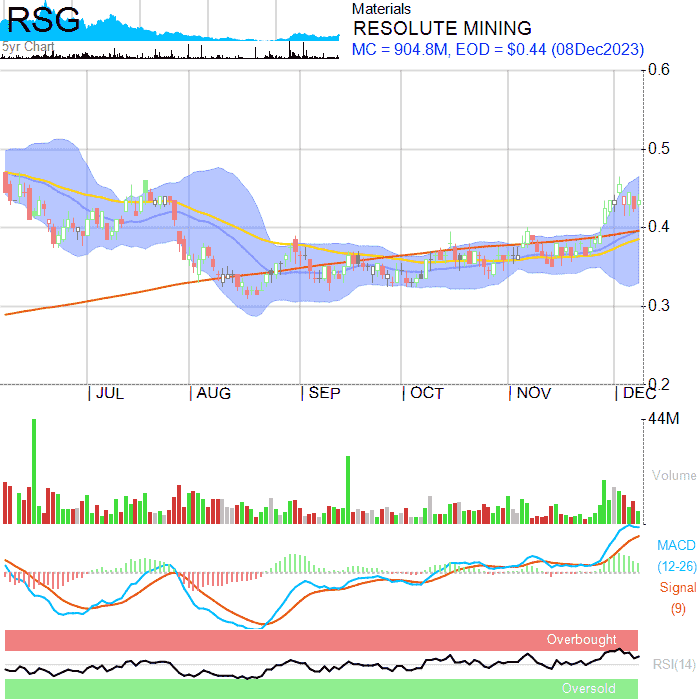 RSG
5yr Chart
Materials
RESOLUTE MINING
MC = 904.8M, EOD = $0.44 (08Dec2023)
0.6
0.5
0.4
0.3
0.2
JUL AUG SEP OCT NOV DEC
44M
Volume
MACD
(12-26)
Signal
(9)
Overbought
RSI(14)
Oversold